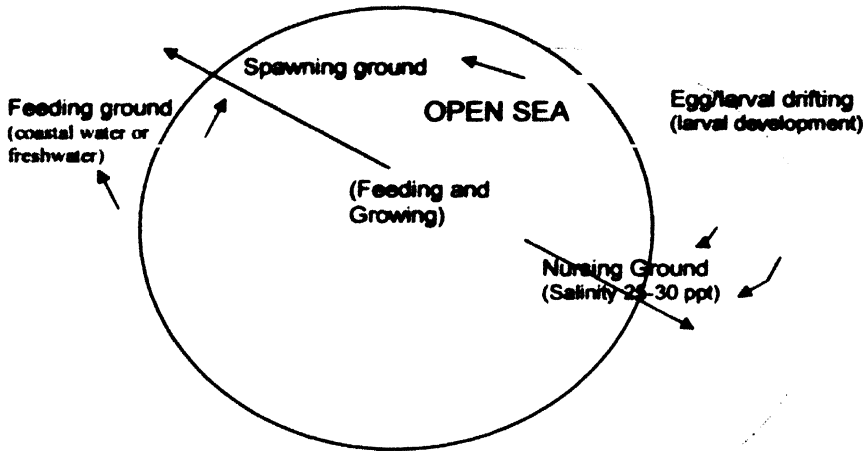 Spawning ground
Feeding ground
(coastal water or
freshwater)
OPEN SEA
Egg/larval drifting
(larval development)
(Feeding and
Growing)
Nursing Ground
(Salinity 28-30 ppt)